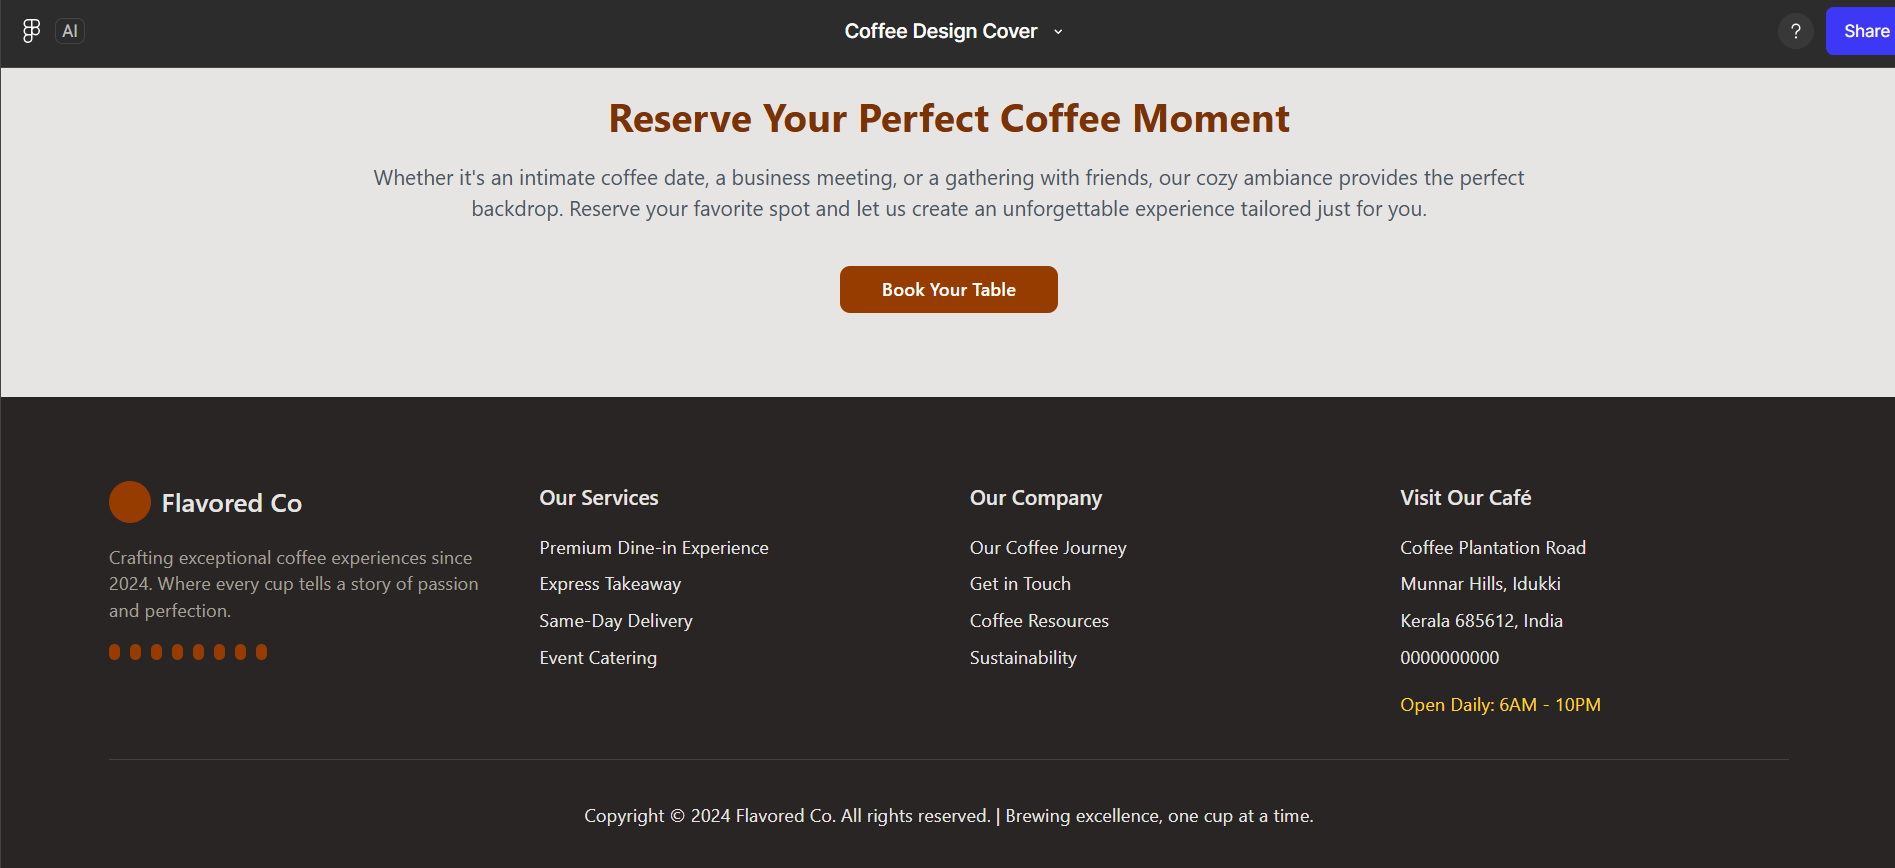 AI
Coffee Design Cover
?
Share
Reserve Your Perfect Coffee Moment
Whether it's an intimate coffee date, a business meeting, or a gathering with friends, our cozy ambiance provides the perfect
backdrop. Reserve your favorite spot and let us create an unforgettable experience tailored just for you.
Book Your Table
Flavored Co
Crafting exceptional coffee experiences since
2024. Where every cup tells a story of passion
and perfection.
Our Services
Premium Dine-in Experience
Express Takeaway
Same-Day Delivery
Event Catering
Our Company
Our Coffee Journey
Get in Touch
Coffee Resources
Sustainability
Visit Our Café
Coffee Plantation Road
Munnar Hills, Idukki
Kerala 685612, India
0000000000
Open Daily: 6AM - 10PM
Copyright © 2024 Flavored Co. All rights reserved. | Brewing excellence, one cup at a time.